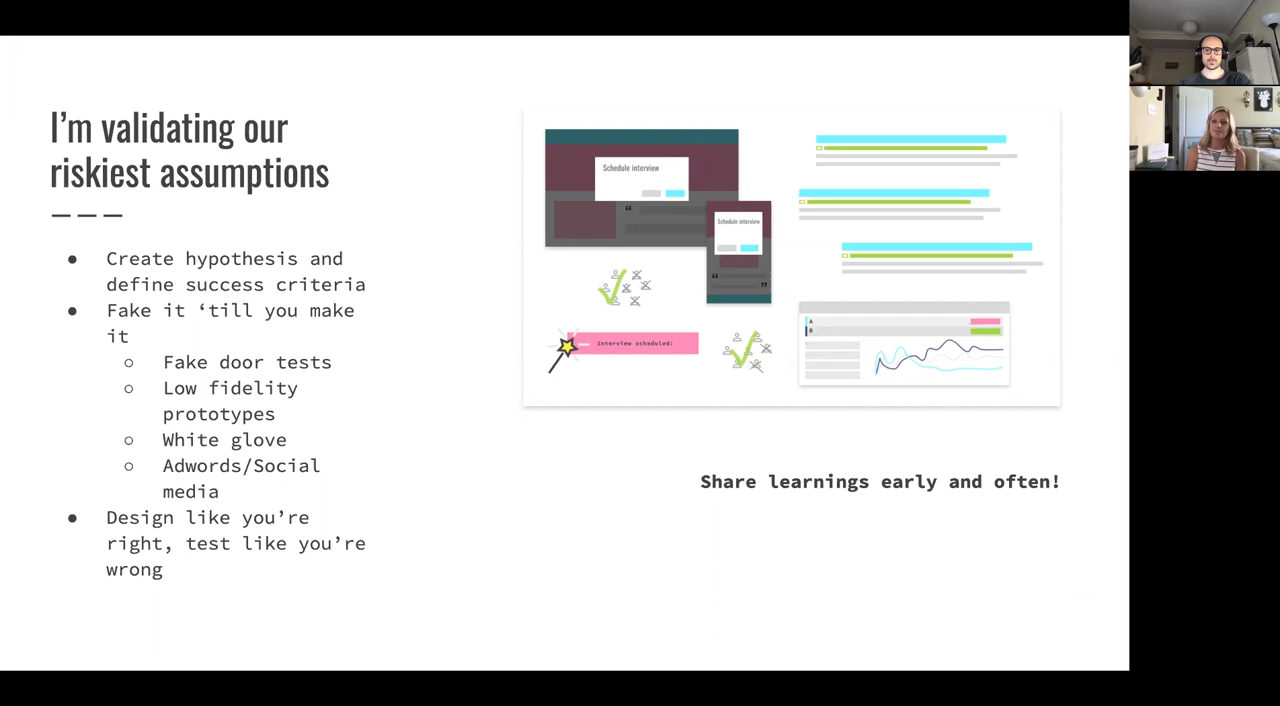 I’m validating our
riskiest assumptions
● Create hypothesis and
define success criteria
● Fake it ‘till you make
it
○ Fake door tests
○ Low fidelity
prototypes
○ White glove
○ Adwords/Social
media
● Design like you’re
right, test like you’re
wrong
Schedule interview
“
Schedule interview
“
”
Interview scheduled:
A
B
Share learnings early and often!